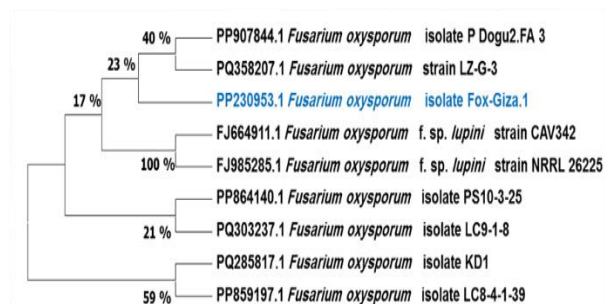 40 % PP907844.1 Fusarium oxysporum isolate P Dogu2.FA 3
23 % PQ358207.1 Fusarium oxysporum strain LZ-G-3
17 % PP230953.1 Fusarium oxysporum isolate Fox-Giza.1
FJ664911.1 Fusarium oxysporum f. sp. lupini strain CAV342
100 % FJ985285.1 Fusarium oxysporum f. sp. lupini strain NRRL 26225
PP864140.1 Fusarium oxysporum isolate PS10-3-25
21 % PQ303237.1 Fusarium oxysporum isolate LC9-1-8
PQ285817.1 Fusarium oxysporum isolate KD1
59 % PP859197.1 Fusarium oxysporum isolate LC8-4-1-39